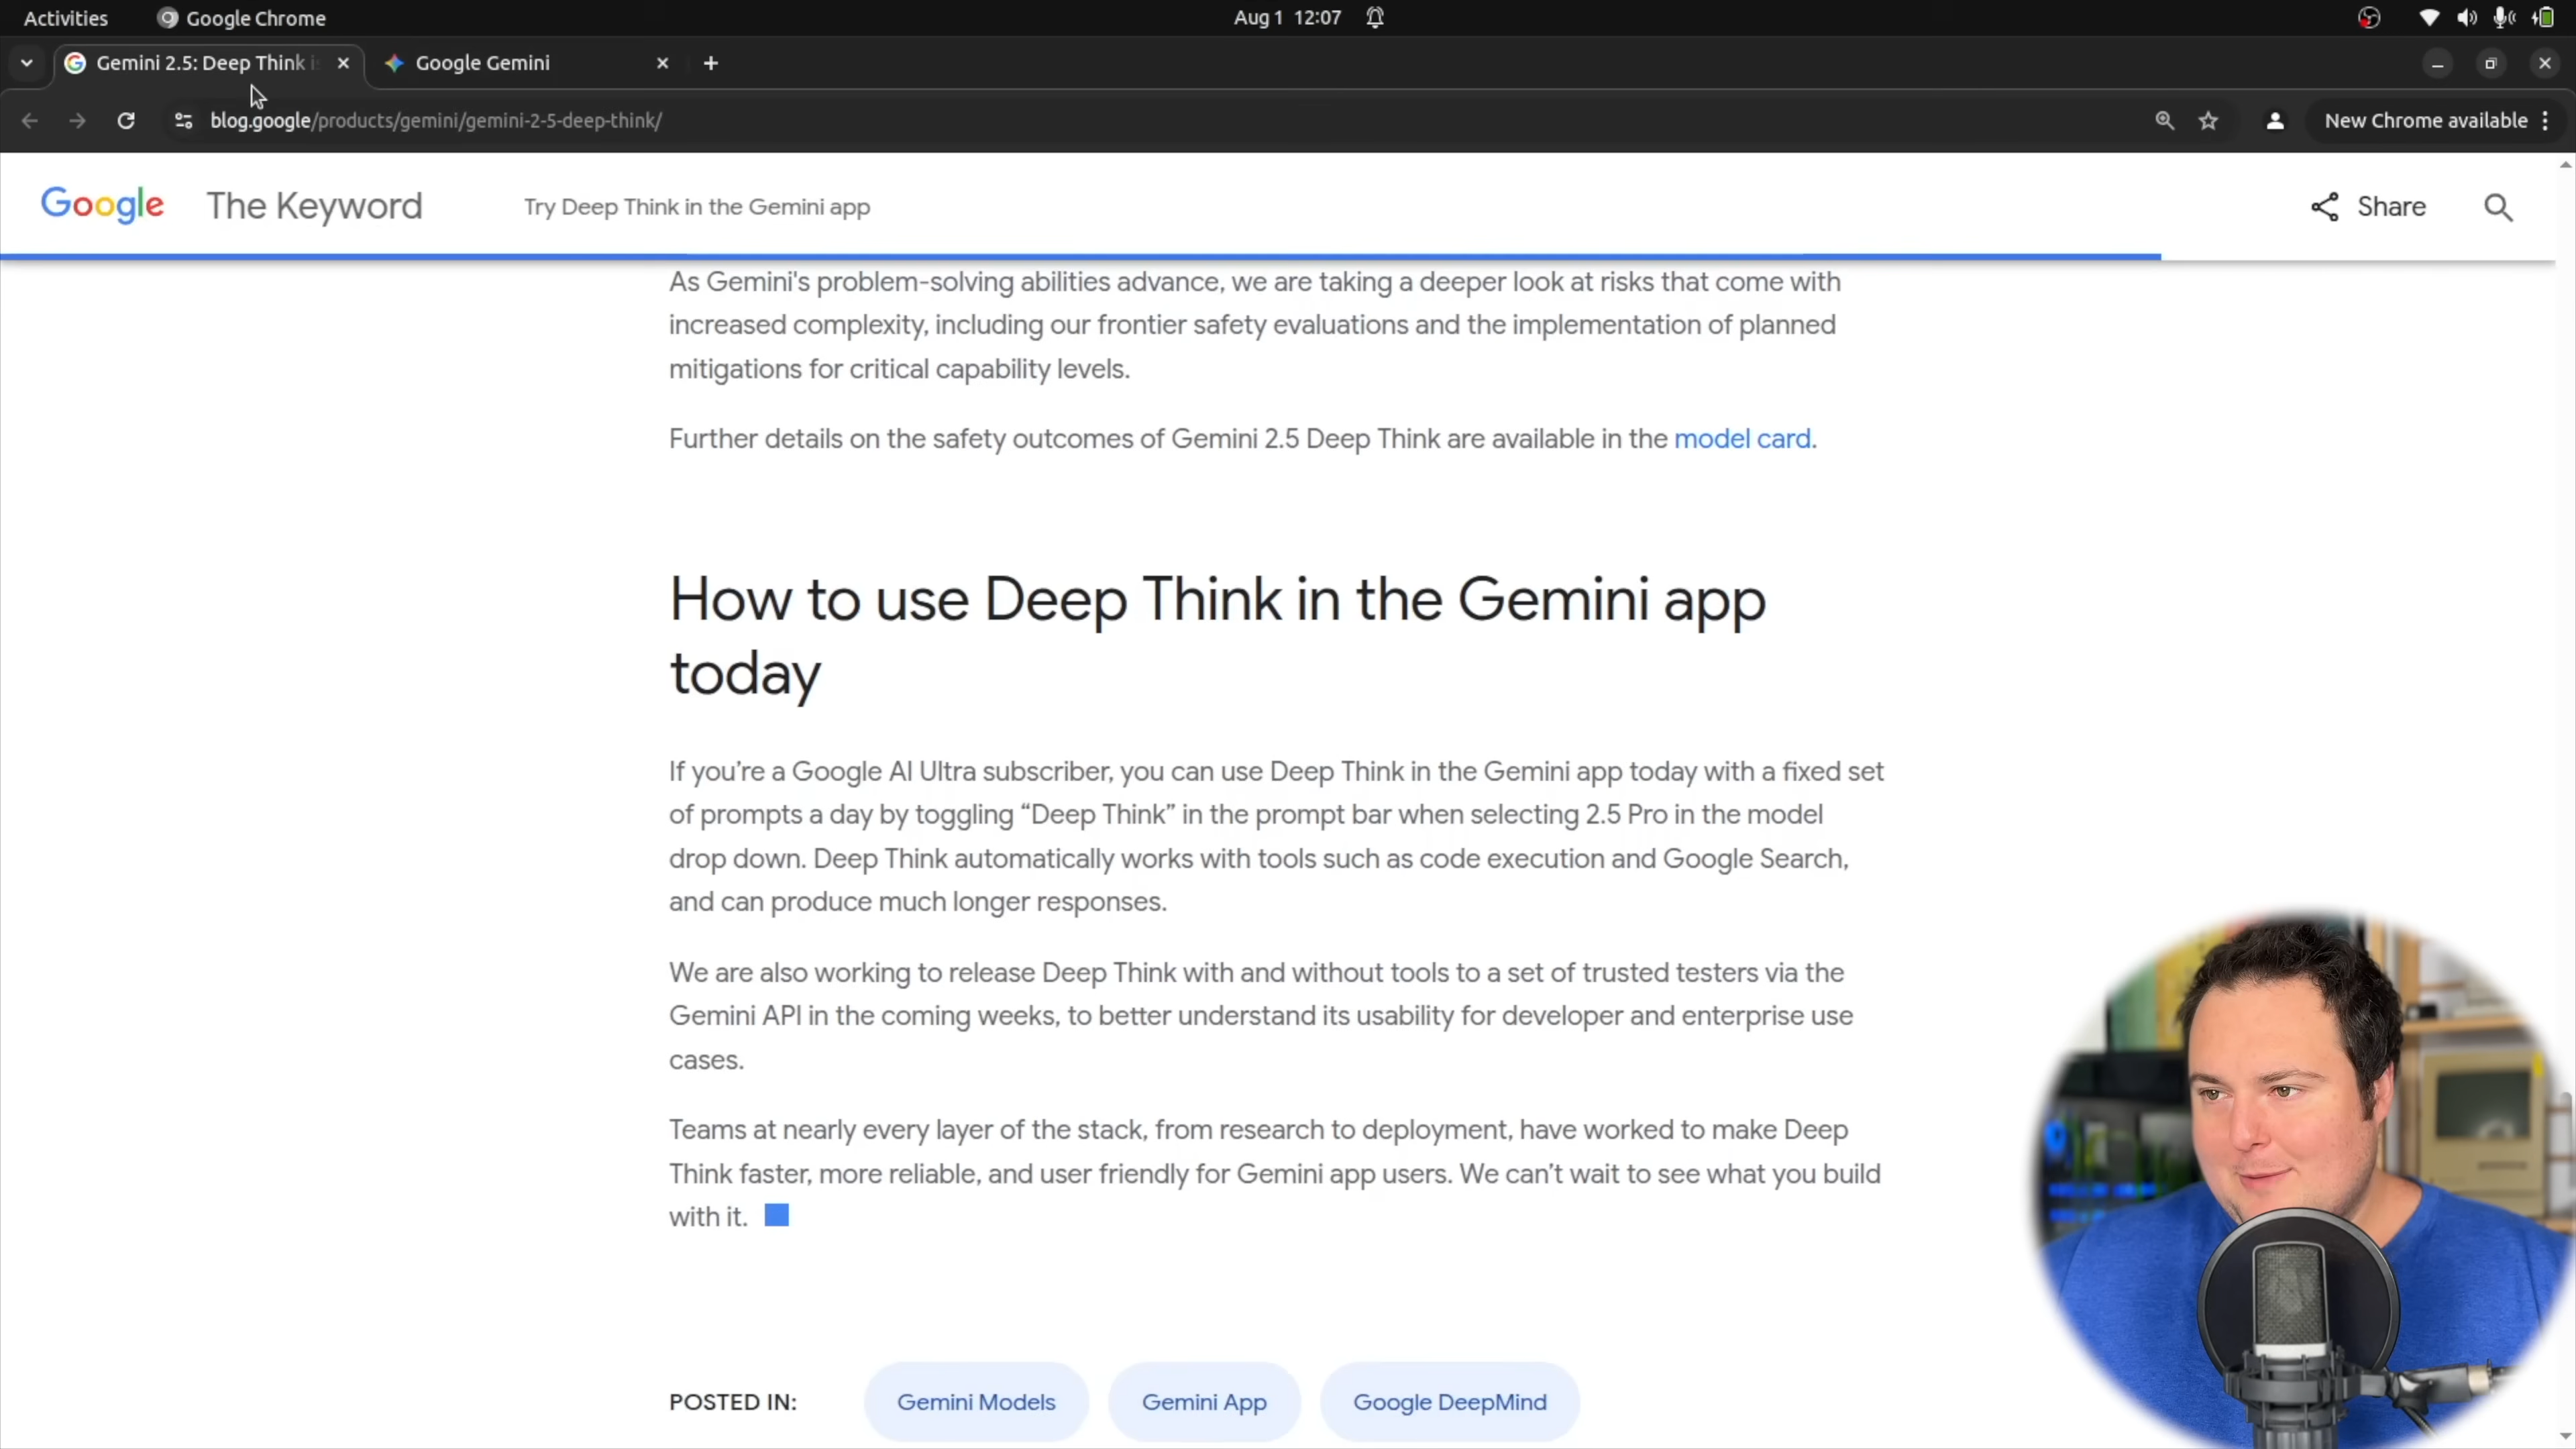 Activities Google Chrome Aug 1 12:07
Gemini 2.5: Deep Think Google Gemini
blog.google/products/gemini/gemini-2-5-deep-think/ New Chrome available
Google The Keyword Try Deep Think in the Gemini app Share
As Gemini's problem-solving abilities advance, we are taking a deeper look at risks that come with
increased complexity, including our frontier safety evaluations and the implementation of planned
mitigations for critical capability levels.
Further details on the safety outcomes of Gemini 2.5 Deep Think are available in the model card.
How to use Deep Think in the Gemini app
today
If you’re a Google AI Ultra subscriber, you can use Deep Think in the Gemini app today with a fixed set
of prompts a day by toggling “Deep Think” in the prompt bar when selecting 2.5 Pro in the model
drop down. Deep Think automatically works with tools such as code execution and Google Search,
and can produce much longer responses.
We are also working to release Deep Think with and without tools to a set of trusted testers via the
Gemini API in the coming weeks, to better understand its usability for developer and enterprise use
cases.
Teams at nearly every layer of the stack, from research to deployment, have worked to make Deep
Think faster, more reliable, and user friendly for Gemini app users. We can’t wait to see what you build
with it.
POSTED IN: Gemini Models Gemini App Google DeepMind